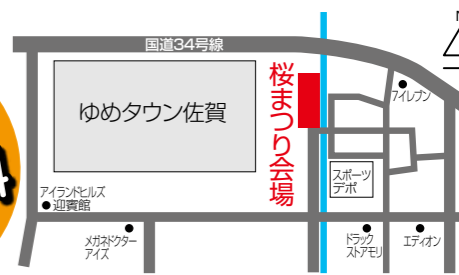 国道34号線
ゆめタウン佐賀
桜まつり会場
7イレブン
スポーツ
デポ
アイランドヒルズ
迎賓館
メガネドクター
アイズ
ドラック
ストアモリ
エディオン